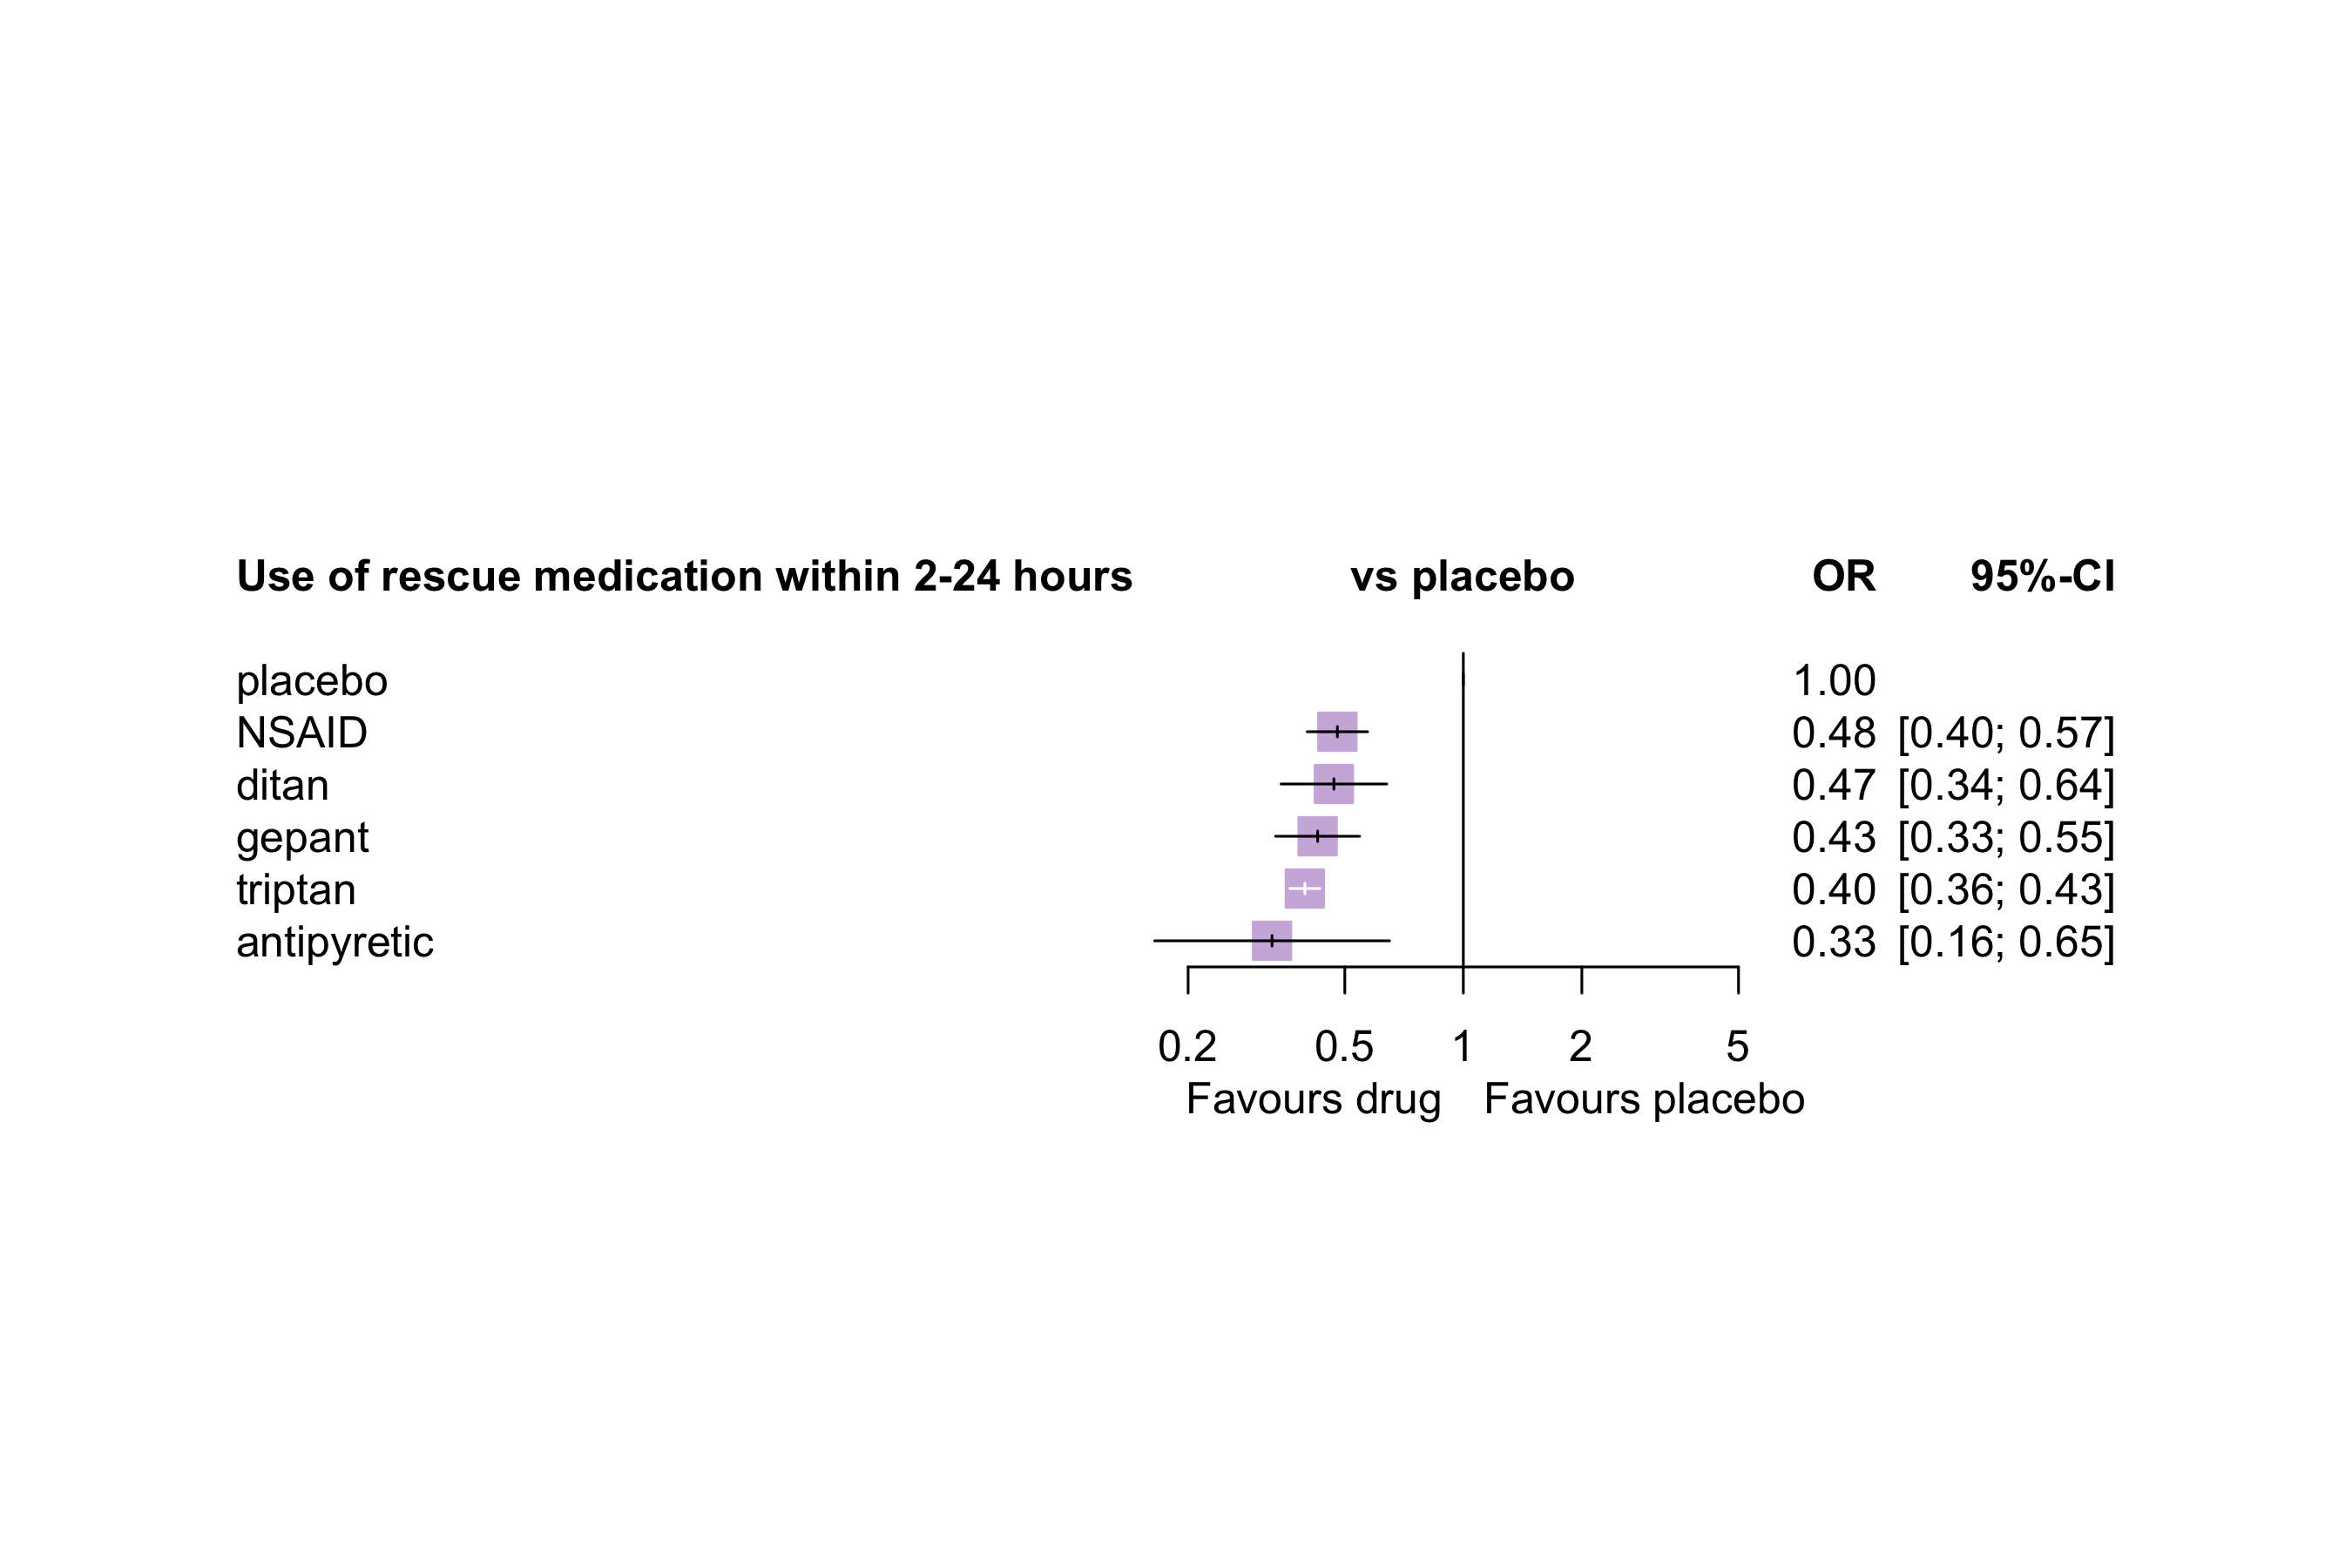 Use of rescue medication within 2-24 hours vs placebo OR 95%-CI
placebo 1.00
NSAID 0.48 [0.40; 0.57]
ditan 0.47 [0.34; 0.64]
gepant 0.43 [0.33; 0.55]
triptan 0.40 [0.36; 0.43]
antipyretic 0.33 [0.16; 0.65]
0.2 0.5 1 2 5
Favours drug Favours placebo